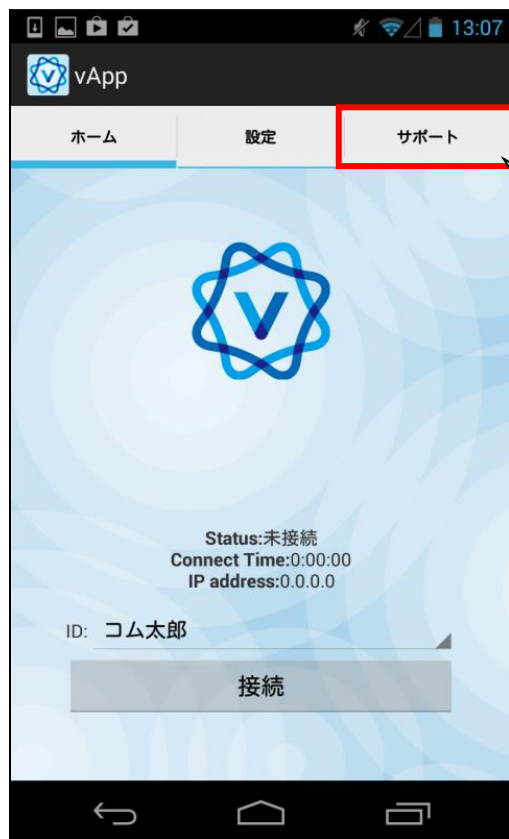 13:07
vApp
ホーム 設定 サポート
Status:未接続
Connect Time:0:00:00
IP address:0.0.0.0
ID: コム太郎
接続